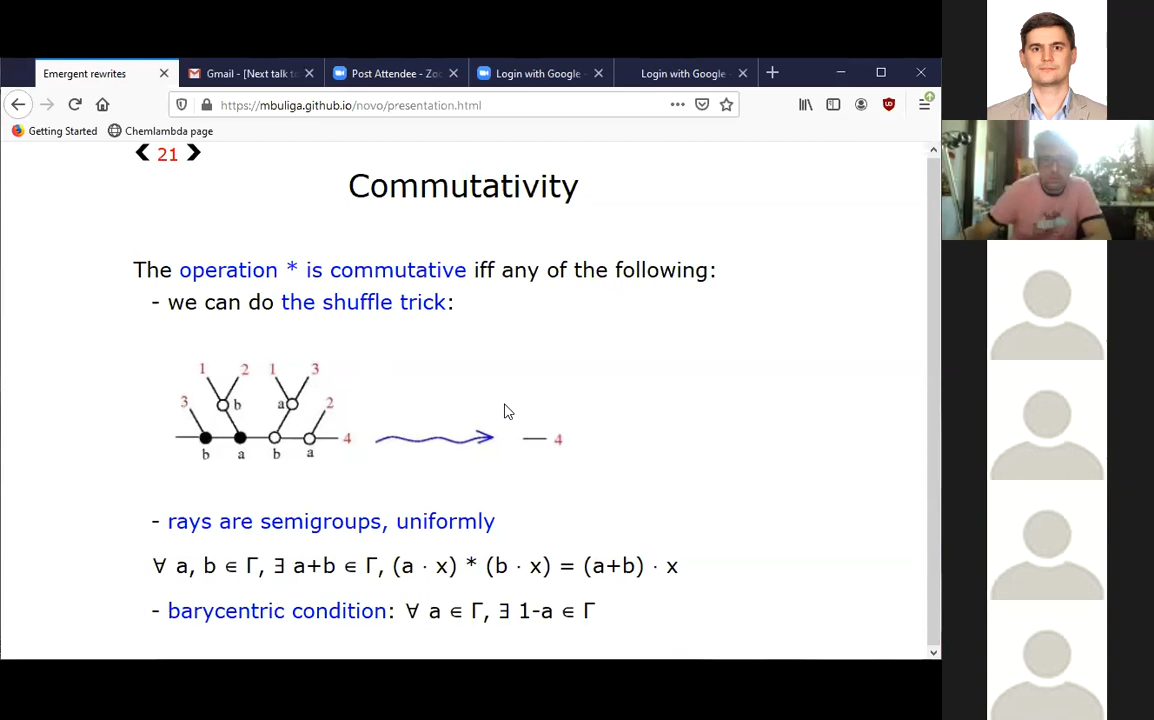 Emergent rewrites
Gmail - [Next talk t
Post Attendee - Zo
Login with Google
Login with Google
https://mbuliga.github.io/novo/presentation.html
Getting Started
Chemlambda page
21
Commutativity
The operation * is commutative iff any of the following:
- we can do the shuffle trick:
1 2 1 3
3 b a 2
4 4
b a b a
- rays are semigroups, uniformly
∀ a, b ∈ Γ, ∃ a+b ∈ Γ, (a · x) * (b · x) = (a+b) · x
- barycentric condition: ∀ a ∈ Γ, ∃ 1-a ∈ Γ